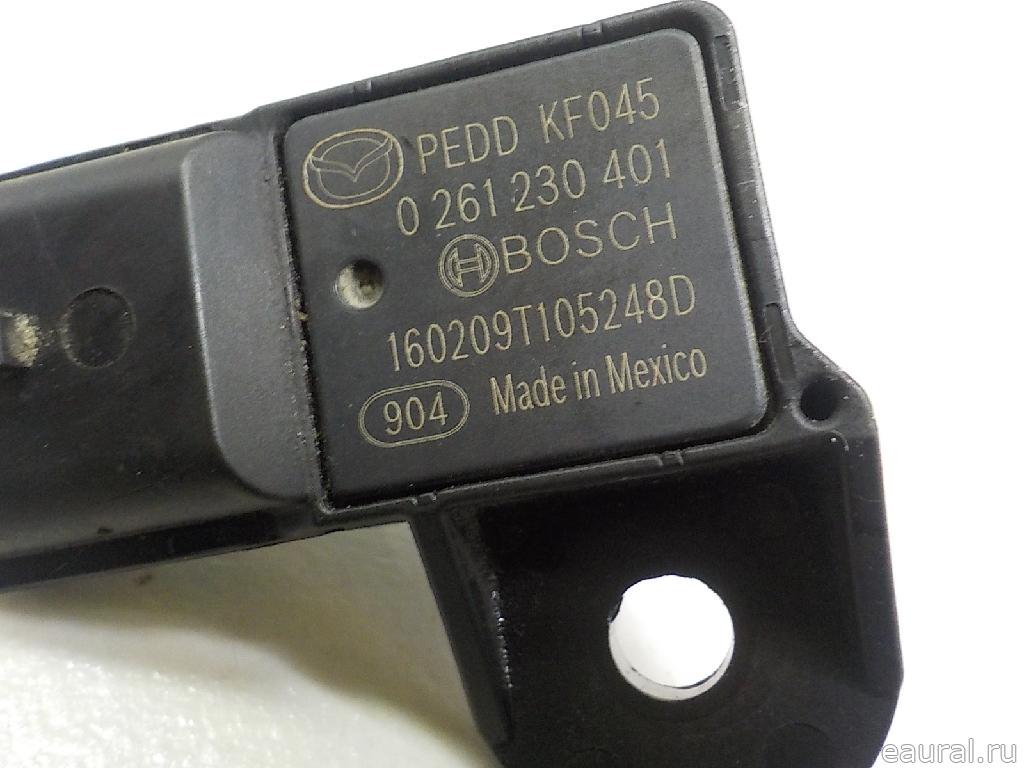 PEDD KF045
0 261 230 401
BOSCH
160209T105248D
904 Made in Mexico
eaural.ru